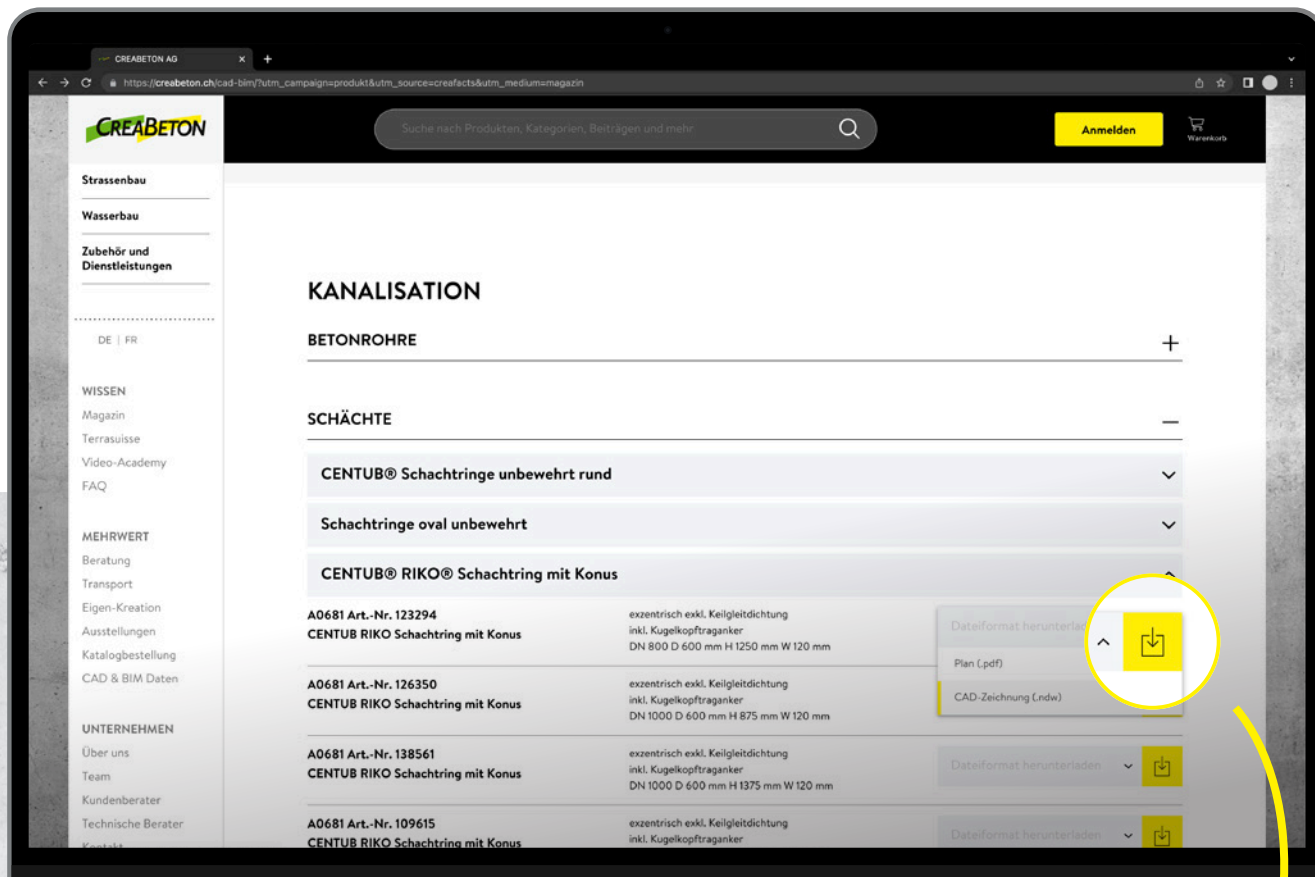 CREABETON AG
https://creabeton.ch/cad-bim/?utm_campaign=produkt&utm_source=creafacts&utm_medium=magazin
CREABETON
Suche nach Produkten, Kategorien, Beiträgen und mehr
Anmelden
Warenkorb
Strassenbau
Wasserbau
Zubehör und
Dienstleistungen
DE | FR
WISSEN
Magazin
Terrasuisse
Video-Academy
FAQ
MEHRWERT
Beratung
Transport
Eigen-Kreation
Ausstellungen
Katalogbestellung
CAD & BIM Daten
UNTERNEHMEN
Über uns
Team
Kundenberater
Technische Berater
Kontakt
KANALISATION
BETONROHRE
SCHÄCHTE
CENTUB® Schachtringe unbewehrt rund
Schachtringe oval unbewehrt
CENTUB® RIKO® Schachtring mit Konus
A0681 Art.-Nr. 123294
CENTUB RIKO Schachtring mit Konus
exzentrisch exkl. Keilgleitdichtung
inkl. Kugelkopftraganker
DN 800 D 600 mm H 1250 mm W 120 mm
Dateiformat
Plan (.pdf)
CAD-Zeichnung (.ndw)
A0681 Art.-Nr. 126350
CENTUB RIKO Schachtring mit Konus
exzentrisch exkl. Keilgleitdichtung
inkl. Kugelkopftraganker
DN 1000 D 600 mm H 875 mm W 120 mm
A0681 Art.-Nr. 138561
CENTUB RIKO Schachtring mit Konus
exzentrisch exkl. Keilgleitdichtung
inkl. Kugelkopftraganker
DN 1000 D 600 mm H 1375 mm W 120 mm
Dateiformat herunterladen
A0681 Art.-Nr. 109615
CENTUB RIKO Schachtring mit Konus
exzentrisch exkl. Keilgleitdichtung
inkl. Kugelkopftraganker
Dateiformat herunterladen